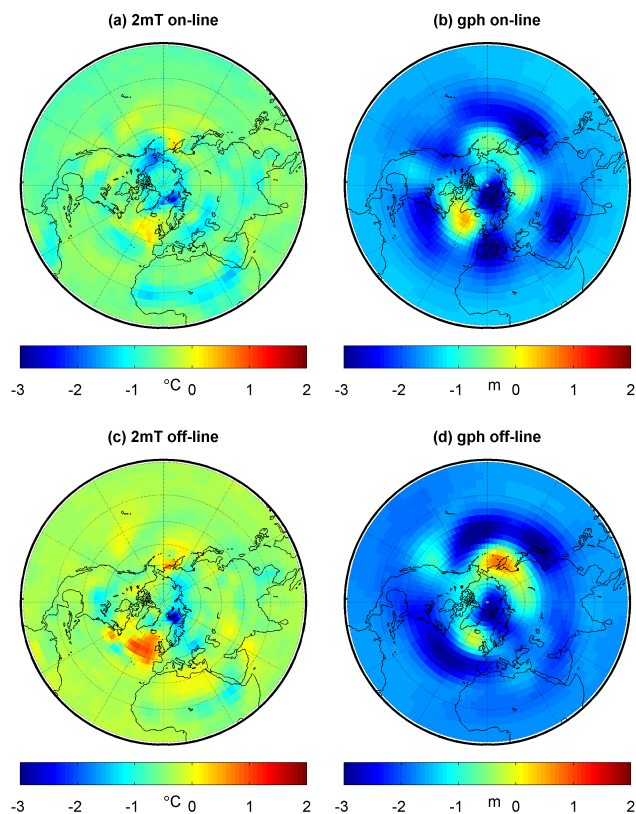 (a) 2mT on-line
(b) gph on-line
-3 -2 -1 °C 0 1 2
-3 -2 -1 m 0 1 2
(c) 2mT off-line
(d) gph off-line
-3 -2 -1 °C 0 1 2
-3 -2 -1 m 0 1 2